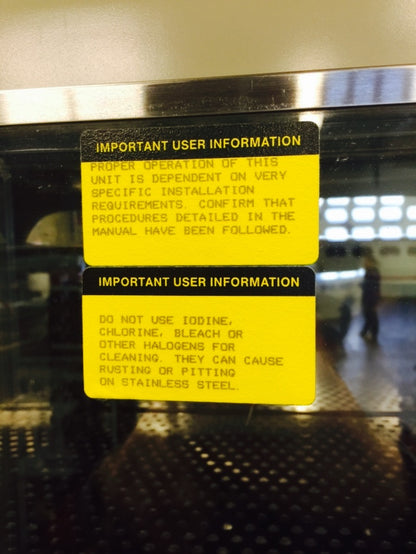 IMPORTANT USER INFORMATION
PROPER OPERATION OF THIS
UNIT IS DEPENDENT ON VERY
SPECIFIC INSTALLATION
REQUIREMENTS. CONFIRM THAT
PROCEDURES DETAILED IN THE
MANUAL HAVE BEEN FOLLOWED.
IMPORTANT USER INFORMATION
DO NOT USE IODINE,
CHLORINE, BLEACH OR
OTHER HALOGENS FOR
CLEANING. THEY CAN CAUSE
RUSTING OR PITTING
ON STAINLESS STEEL.